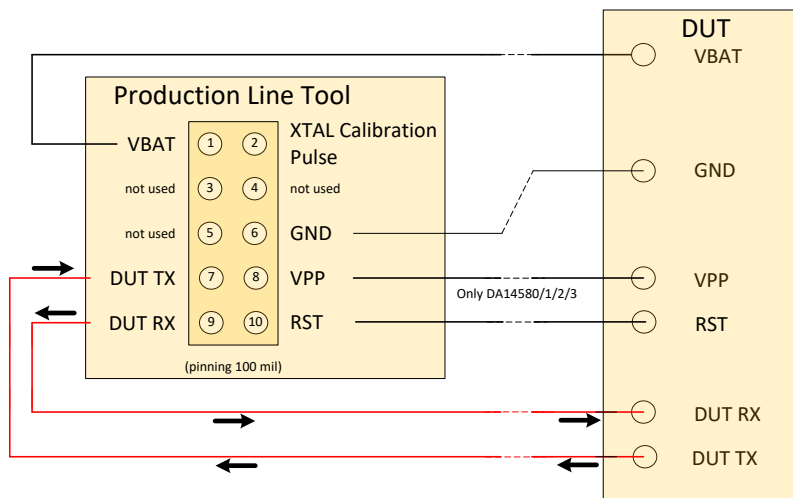 DUT
VBAT
Production Line Tool
VBAT 1 2 XTAL Calibration
Pulse
not used 3 4 not used
GND
not used 5 6 GND
DUT TX 7 8 VPP
VPP
Only DA14580/1/2/3
DUT RX 9 10 RST
RST
(pinning 100 mil)
DUT RX
DUT TX